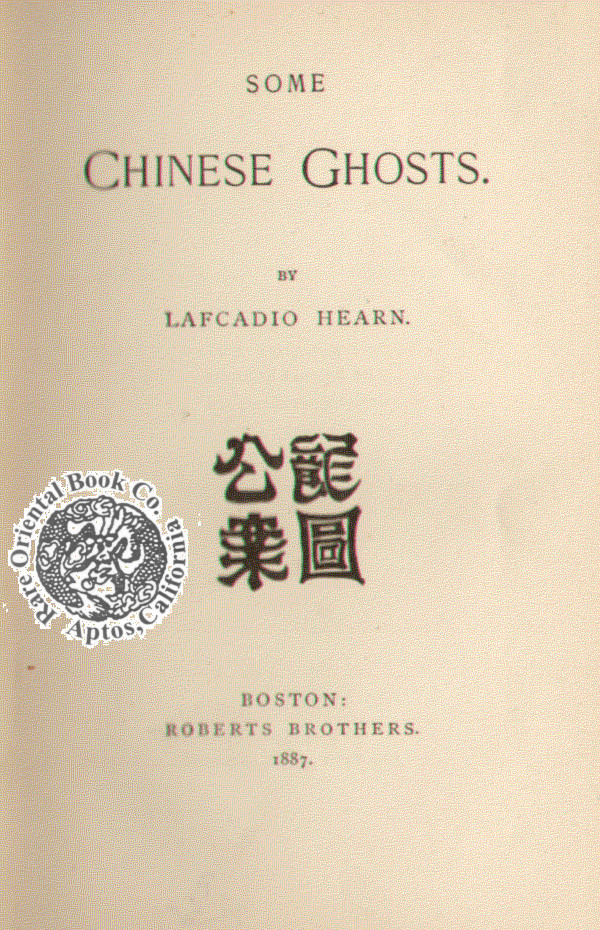 SOME
CHINESE GHOSTS.
BY
LAFCADIO HEARN.
龍圖
公案
Rare Oriental Book Co.
Aptos, California
BOSTON:
ROBERTS BROTHERS.
1887.